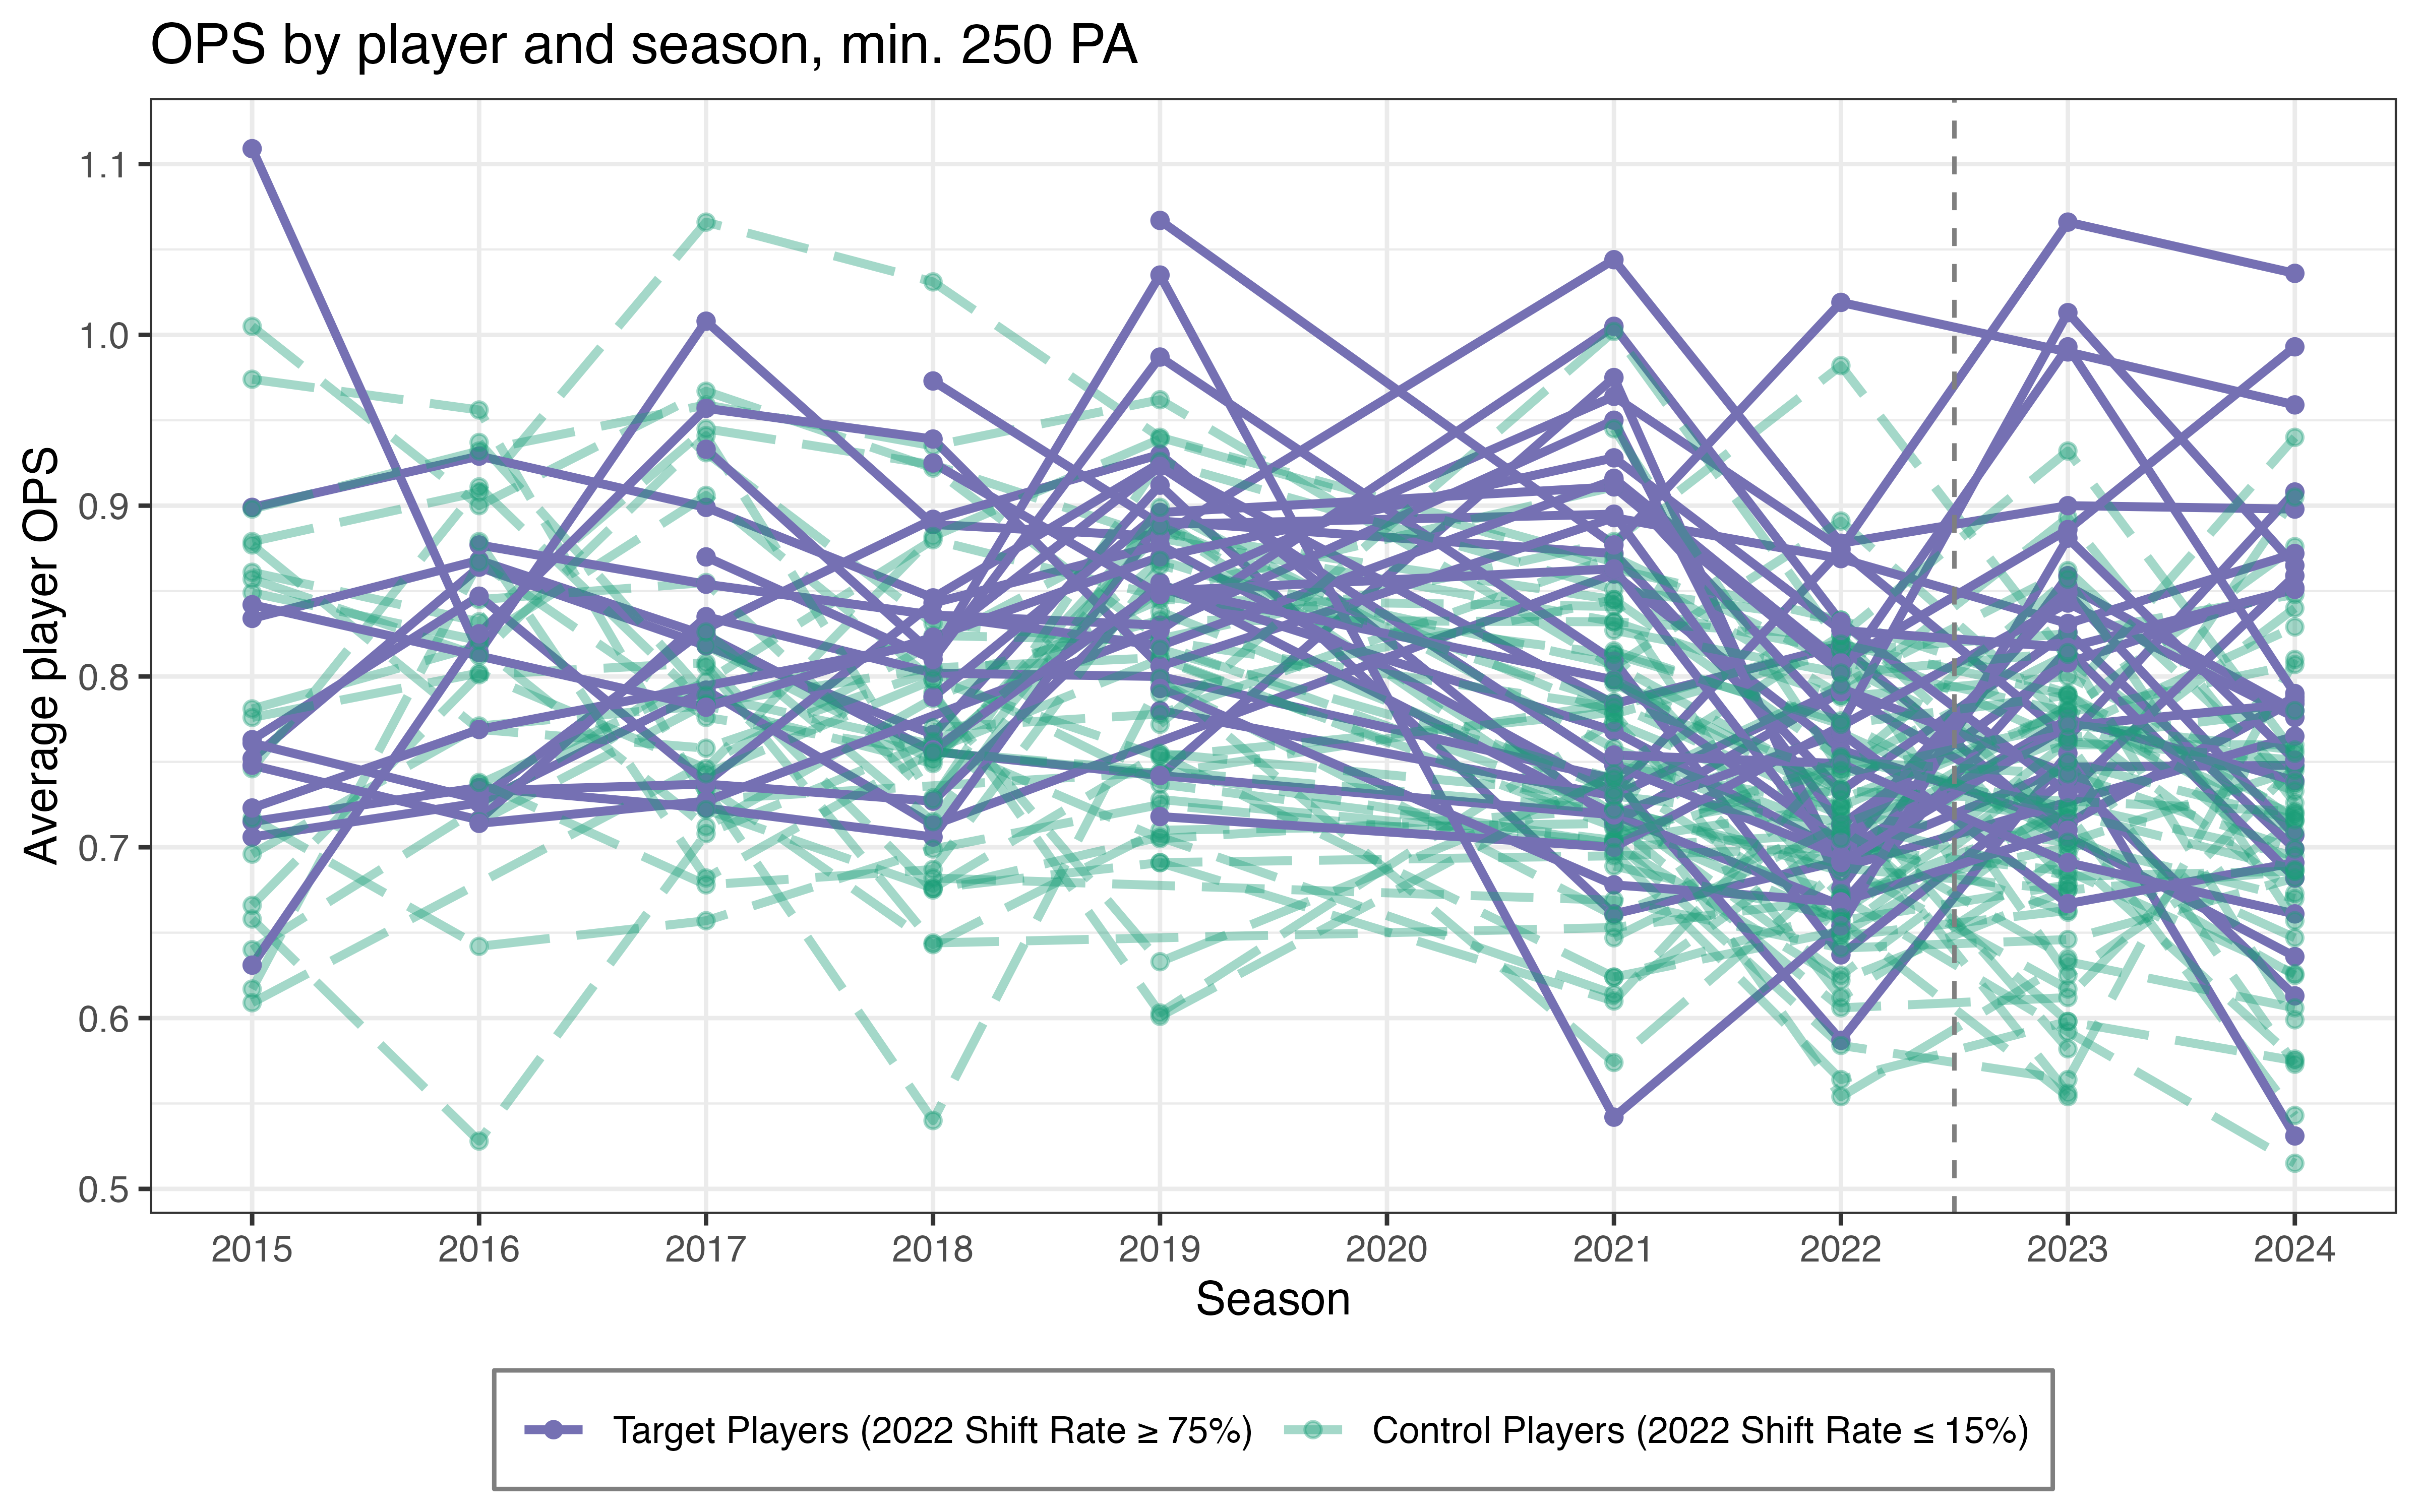 OPS by player and season, min. 250 PA
Average player OPS
1.1
1.0
0.9
0.8
0.7
0.6
0.5
2015 2016 2017 2018 2019 2020 2021 2022 2023 2024
Season
Target Players (2022 Shift Rate ≥ 75%) Control Players (2022 Shift Rate ≤ 15%)